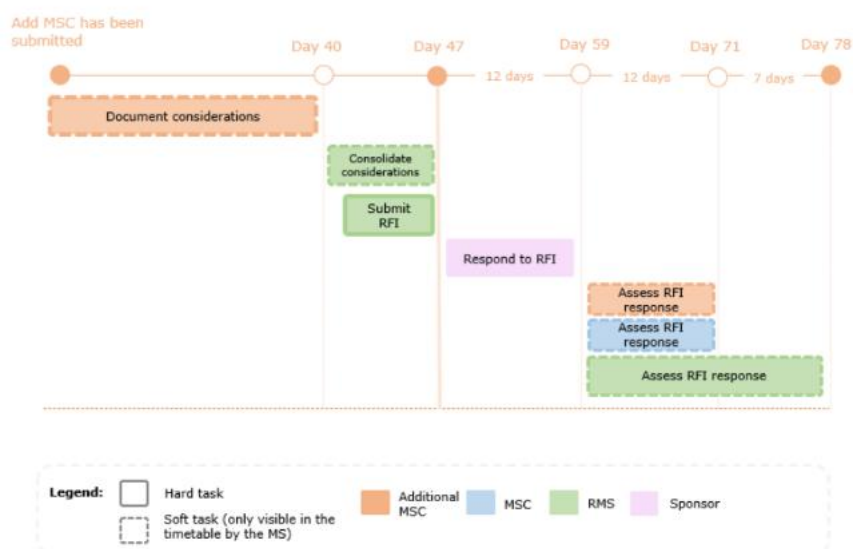 Add MSC has been
submitted
Day 40
Day 47
Day 59
Day 71
Day 78
12 days
12 days
7 days
Document considerations
Consolidate
considerations
Submit
RFI
Respond to RFI
Assess RFI
response
Assess RFI
response
Assess RFI response
Legend:
Hard task
Soft task (only visible in the
timetable by the MS)
Additional
MSC
MSC
RMS
Sponsor